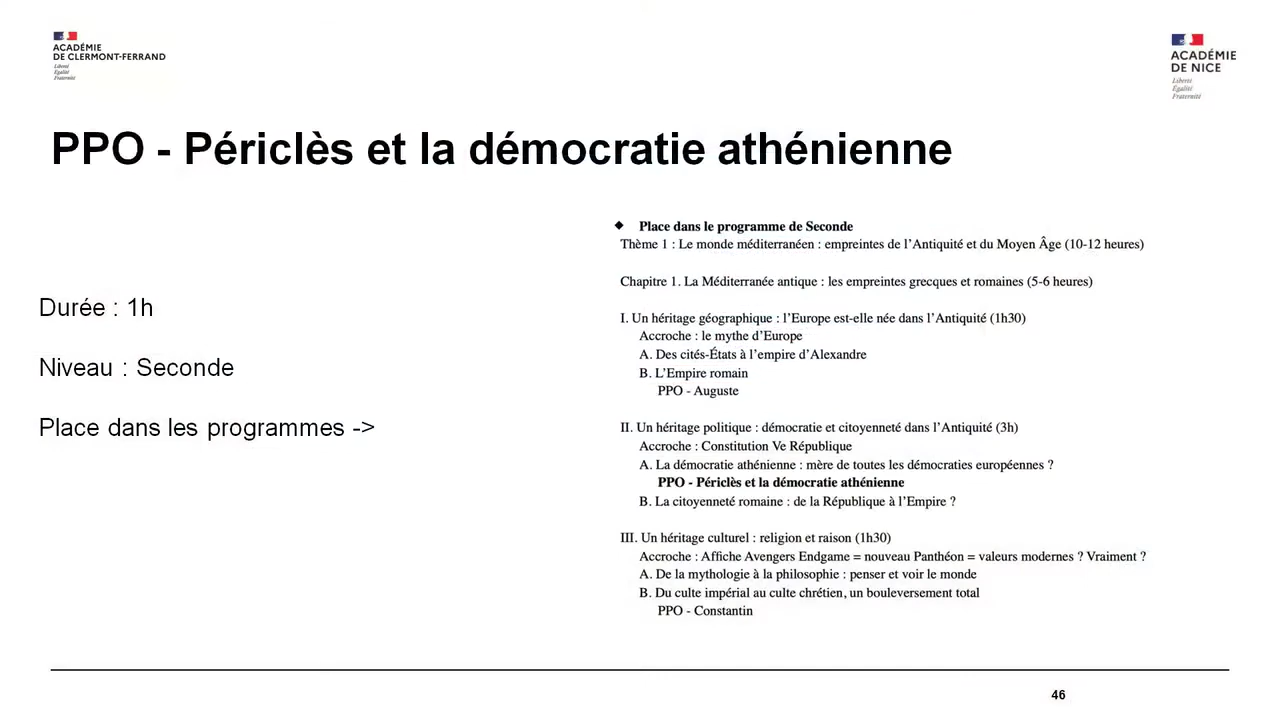 ACADÉMIE
DE CLERMONT-FERRAND
Liberté
Égalité
Fraternité
ACADÉMIE
DE NICE
Liberté
Égalité
Fraternité
PPO - Périclès et la démocratie athénienne
Durée : 1h
Niveau : Seconde
Place dans les programmes ->
❖ Place dans le programme de Seconde
Thème 1 : Le monde méditerranéen : empreintes de l’Antiquité et du Moyen Âge (10-12 heures)
Chapitre 1. La Méditerranée antique : les empreintes grecques et romaines (5-6 heures)
I. Un héritage géographique : l’Europe est-elle née dans l’Antiquité (1h30)
Accroche : le mythe d’Europe
A. Des cités-États à l’empire d’Alexandre
B. L’Empire romain
PPO - Auguste
II. Un héritage politique : démocratie et citoyenneté dans l’Antiquité (3h)
Accroche : Constitution Ve République
A. La démocratie athénienne : mère de toutes les démocraties européennes ?
PPO - Périclès et la démocratie athénienne
B. La citoyenneté romaine : de la République à l’Empire ?
III. Un héritage culturel : religion et raison (1h30)
Accroche : Affiche Avengers Endgame = nouveau Panthéon = valeurs modernes ? Vraiment ?
A. De la mythologie à la philosophie : penser et voir le monde
B. Du culte impérial au culte chrétien, un bouleversement total
PPO - Constantin
46